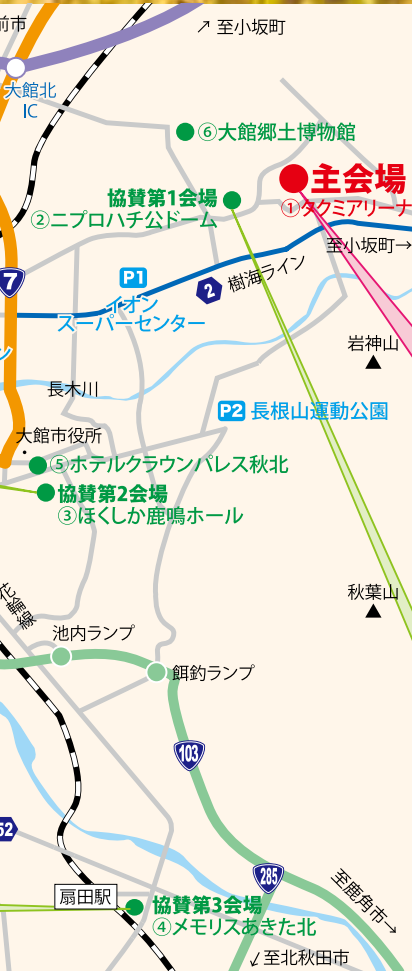 前市
↗ 至小坂町
大館北
IC
⑥大館郷土博物館
主会場
①タクミアリーナ
協賛第1会場
②ニプロハチ公ドーム
至小坂町→
7
P1
イオン
スーパーセンター
2
樹海ライン
ン
岩神山
長木川
P2 長根山運動公園
大館市役所
⑤ホテルクラウンパレス秋北
協賛第2会場
③ほくしか鹿鳴ホール
秋葉山
花輪線
池内ランプ
餌釣ランプ
103
52
285
扇田駅
至鹿角市→
協賛第3会場
④メモリスあきた北
↙至北秋田市